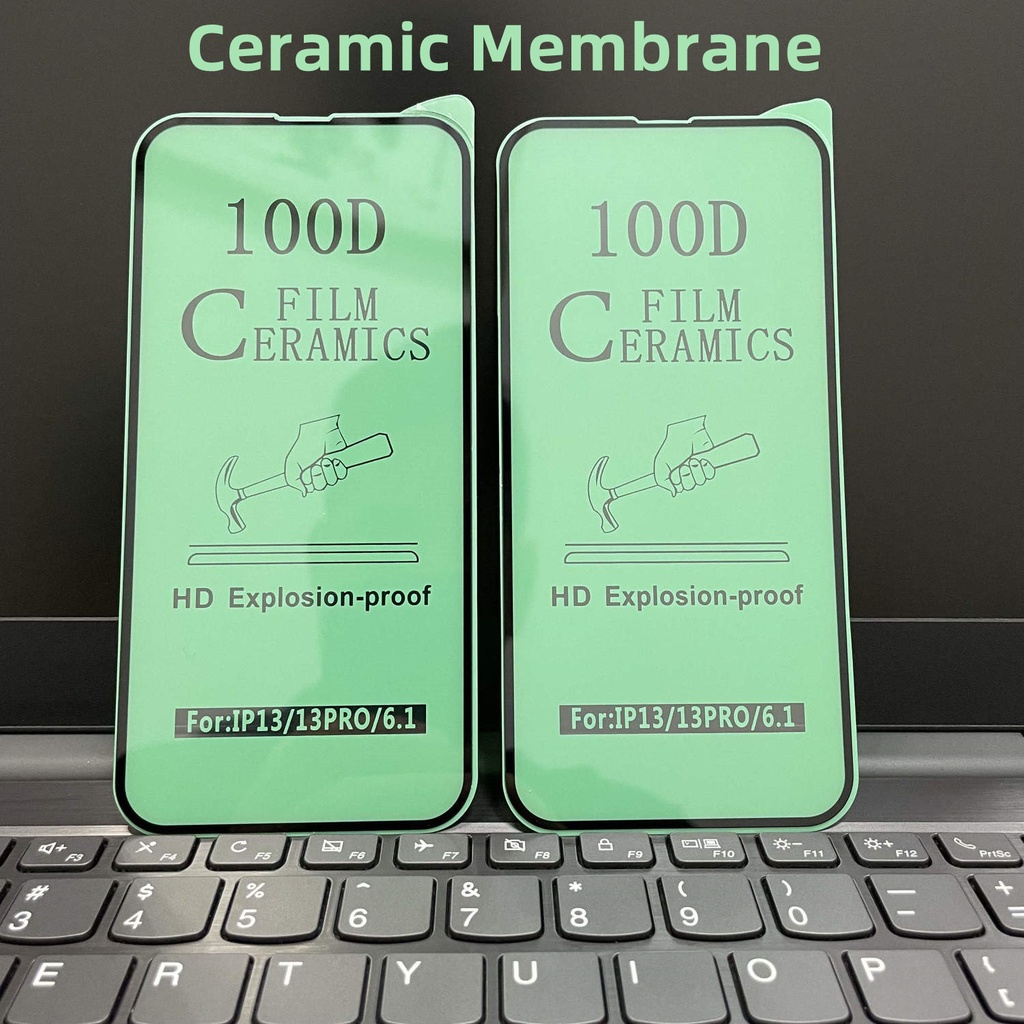 Ceramic Membrane
100D
FILM
CERAMICS
HD Explosion-proof
For:IP13/13PRO/6.1
100D
FILM
CERAMICS
HD Explosion-proof
For:IP13/13PRO/6.1
F3 F4 F5 F6 F7 F8 F9 F10 F11 F12 PrtSc
# $ % ^ & * ( ) — +
3 4 5 6 7 8 9 0 - =
E R T Y U I O P { [